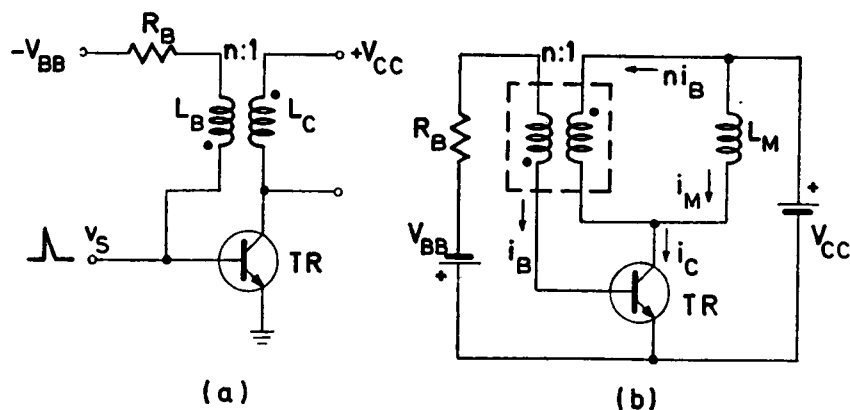 R_B
n:1
-V_BB
+V_CC
L_B
L_C
v_S
TR
(a)
n:1
ni_B
R_B
L_M
i_M
V_BB
+
i_B
i_C
+
V_CC
TR
(b)